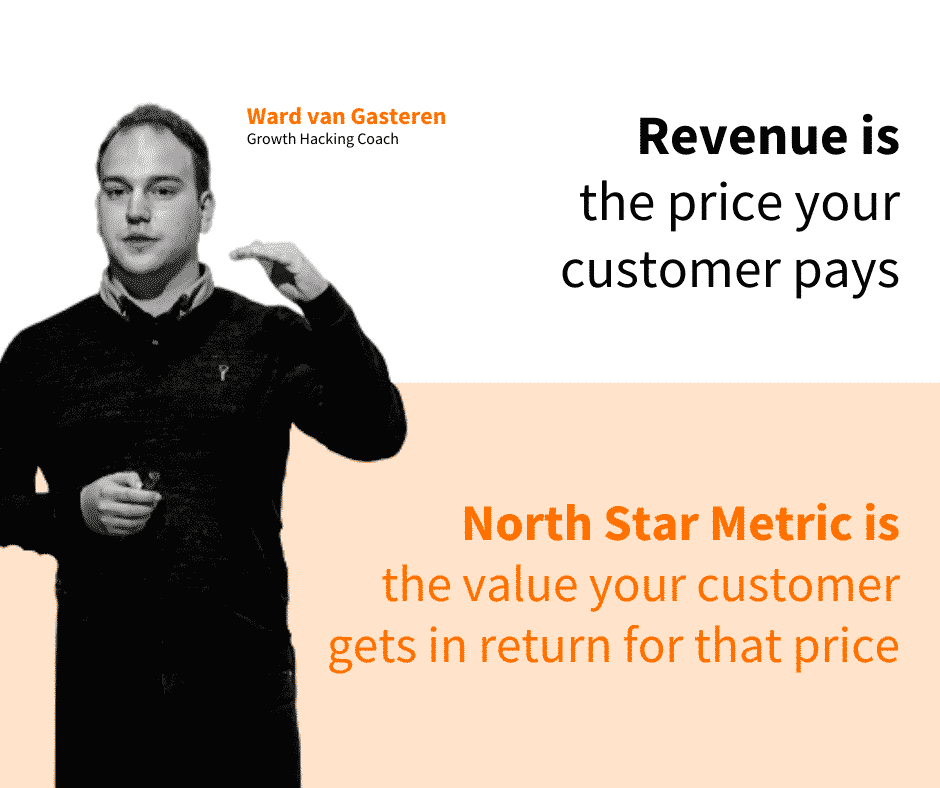 Ward van Gasteren
Growth Hacking Coach
Revenue is
the price your
customer pays
North Star Metric is
the value your customer
gets in return for that price